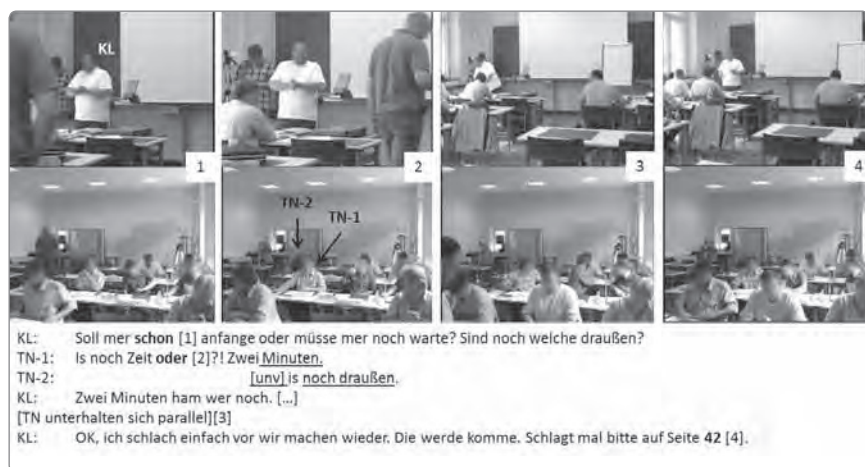 KL
1
2
3
4
TN-2
TN-1
KL: Soll mer schon [1] anfange oder müsse mer noch warte? Sind noch welche draußen?
TN-1: Is noch Zeit oder [2]?! Zwei Minuten.
TN-2: [unv] is noch draußen.
KL: Zwei Minuten ham wer noch. [...]
[TN unterhalten sich parallel][3]
KL: OK, ich schlach einfach vor wir machen wieder. Die werde komme. Schlagt mal bitte auf Seite 42 [4].